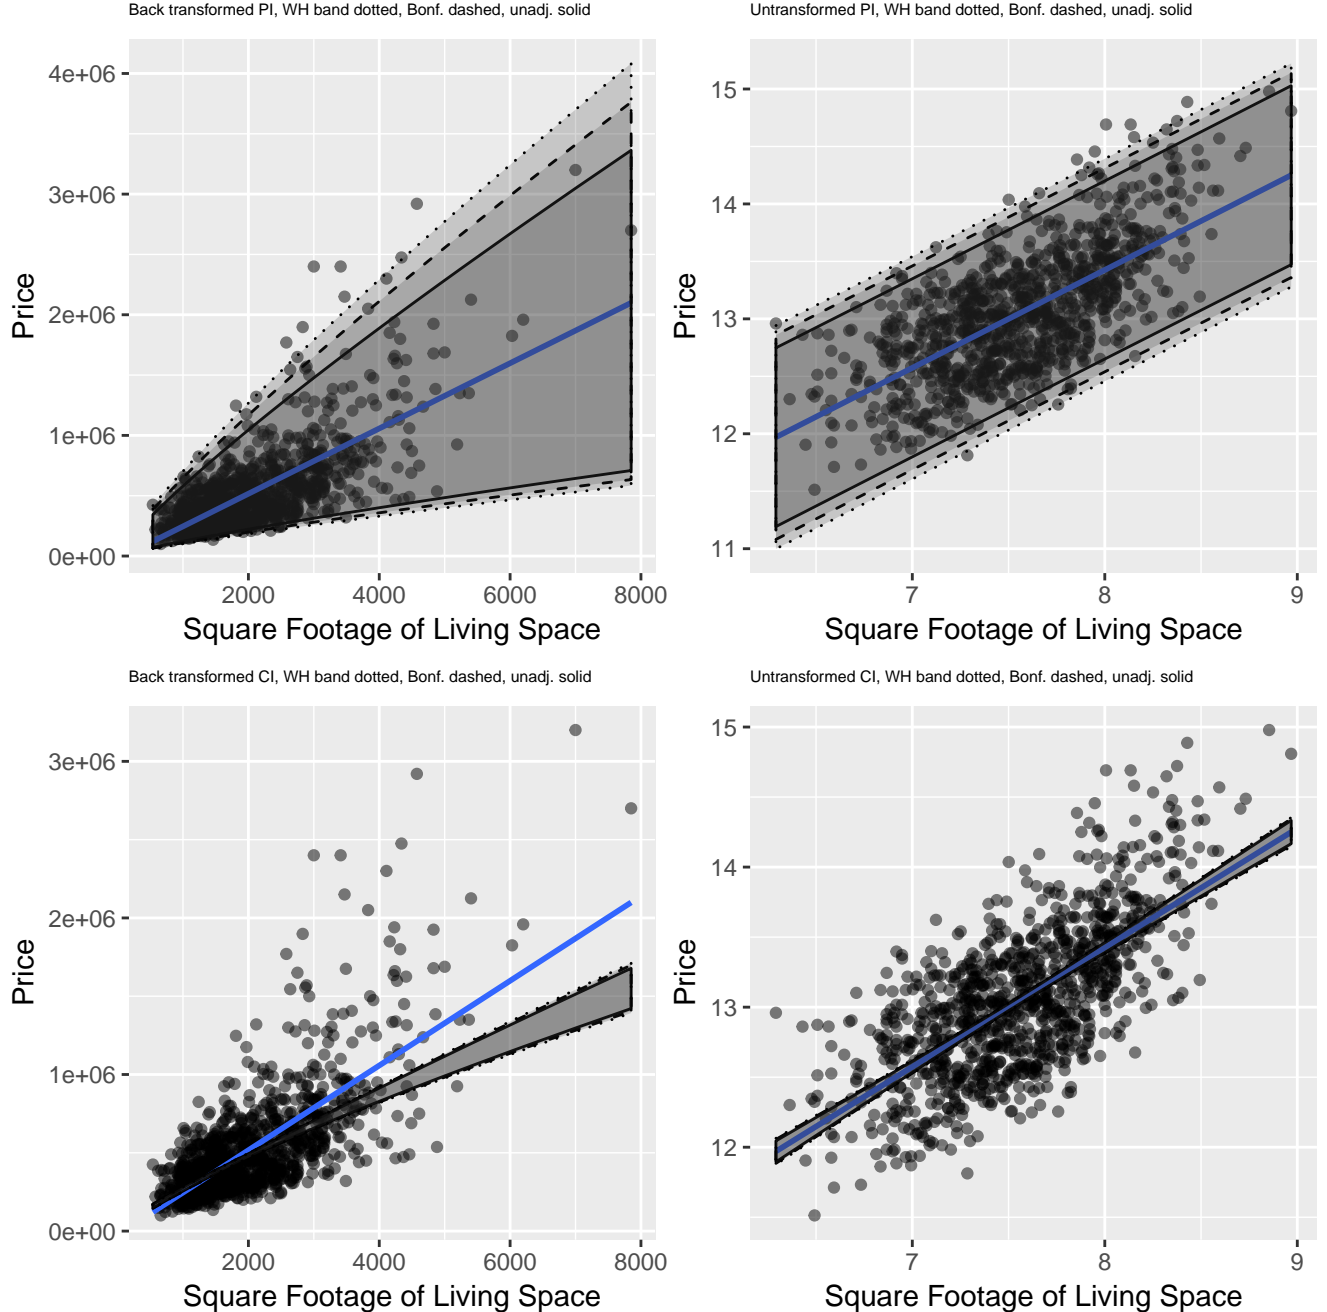 Back transformed PI, WH band dotted, Bonf. dashed, unadj. solid
4e+06
3e+06
2e+06
1e+06
0e+00
Price
2000 4000 6000 8000
Square Footage of Living Space
Untransformed PI, WH band dotted, Bonf. dashed, unadj. solid
15
14
13
12
11
Price
7 8 9
Square Footage of Living Space
Back transformed CI, WH band dotted, Bonf. dashed, unadj. solid
3e+06
2e+06
1e+06
0e+00
Price
2000 4000 6000 8000
Square Footage of Living Space
Untransformed CI, WH band dotted, Bonf. dashed, unadj. solid
15
14
13
12
Price
7 8 9
Square Footage of Living Space